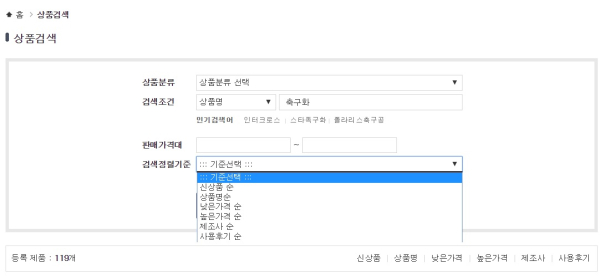 홈 > 상품검색
상품검색
상품분류 상품분류 선택
검색조건 상품명 축구화
인기검색어 인터크로스 | 스타축구화 | 플라리스축구공
판매가격대 ~
검색정렬기준 ::: 기준선택 :::
::: 기준선택 :::
신상품 순
상품명순
낮은가격 순
높은가격 순
제조사 순
사용후기 순
등록 제품 : 119개 신상품 | 상품명 | 낮은가격 | 높은가격 | 제조사 | 사용후기